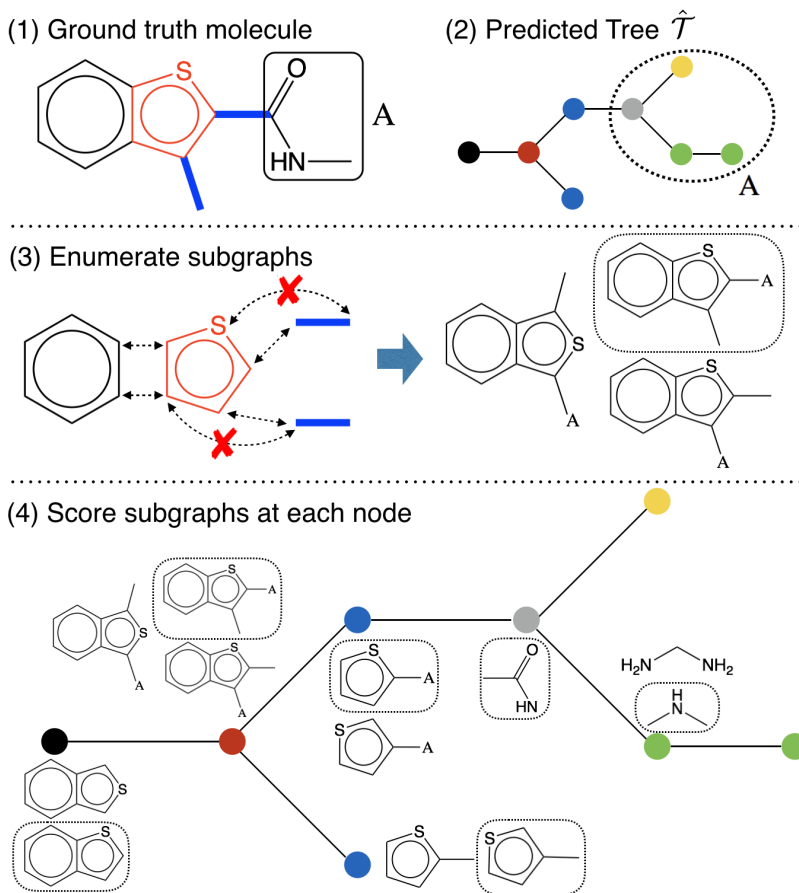 (1) Ground truth molecule
S
O
HN
A
(2) Predicted Tree 𝒯̂
A
(3) Enumerate subgraphs
S
S
A
S
A
S
A
(4) Score subgraphs at each node
S
A
S
A
S
A
S
A
S
A
O
HN
H₂N
NH₂
H
N
S
S
S
S